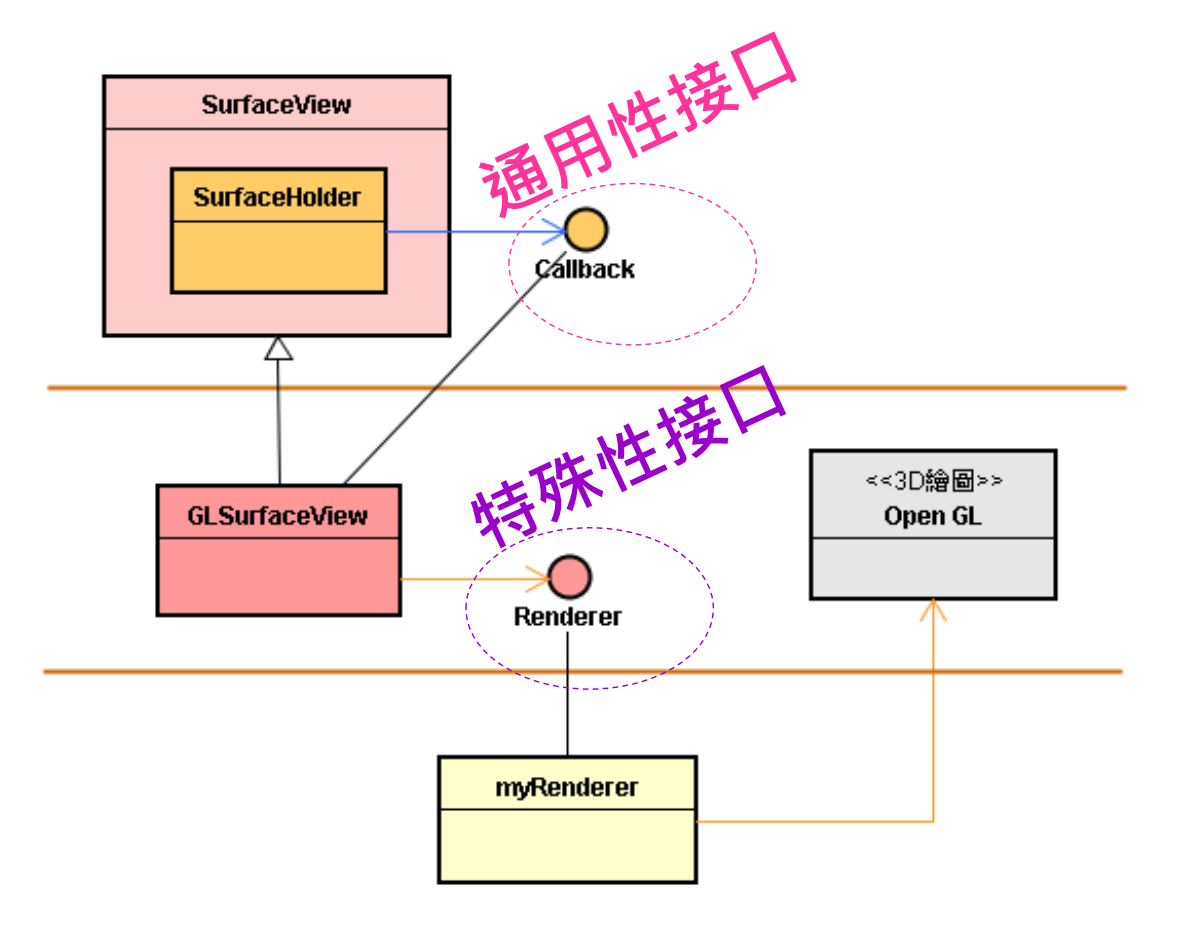 SurfaceView
通用性接口
SurfaceHolder
Callback
特殊性接口
<<3D繪圖>>
Open GL
GLSurfaceView
Renderer
myRenderer